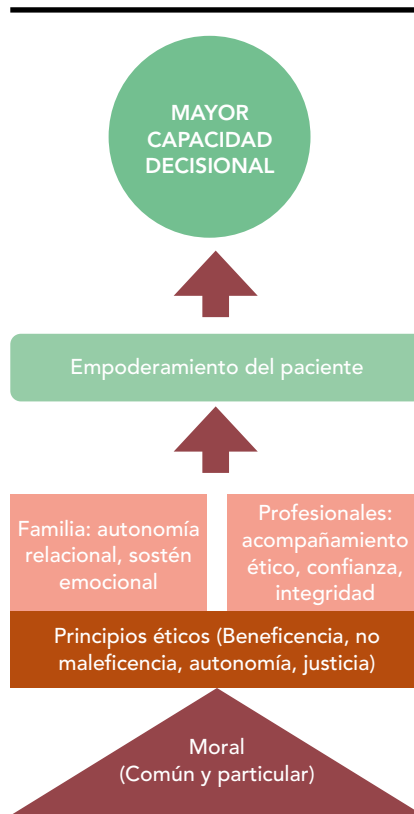 MAYOR
CAPACIDAD
DECISIONAL
Empoderamiento del paciente
Familia: autonomía
relacional, sostén
emocional
Profesionales:
acompañamiento
ético, confianza,
integridad
Principios éticos (Beneficencia, no
maleficencia, autonomía, justicia)
Moral
(Común y particular)